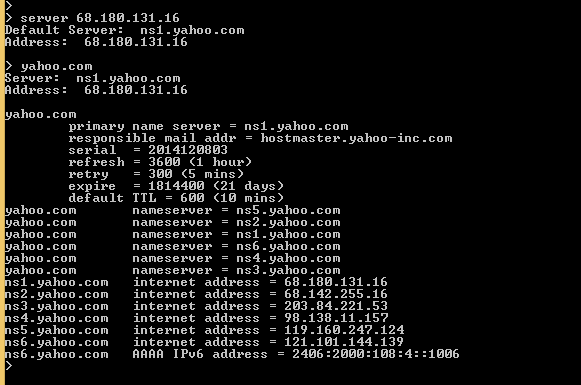 >
> server 68.180.131.16
Default Server:  ns1.yahoo.com
Address:  68.180.131.16

> yahoo.com
Server:  ns1.yahoo.com
Address:  68.180.131.16

yahoo.com
        primary name server = ns1.yahoo.com
        responsible mail addr = hostmaster.yahoo-inc.com
        serial  = 2014120803
        refresh = 3600 (1 hour)
        retry   = 300 (5 mins)
        expire  = 1814400 (21 days)
        default TTL = 600 (10 mins)
yahoo.com       nameserver = ns5.yahoo.com
yahoo.com       nameserver = ns2.yahoo.com
yahoo.com       nameserver = ns1.yahoo.com
yahoo.com       nameserver = ns6.yahoo.com
yahoo.com       nameserver = ns4.yahoo.com
yahoo.com       nameserver = ns3.yahoo.com
ns1.yahoo.com   internet address = 68.180.131.16
ns2.yahoo.com   internet address = 68.142.255.16
ns3.yahoo.com   internet address = 203.84.221.53
ns4.yahoo.com   internet address = 98.138.11.157
ns5.yahoo.com   internet address = 119.160.247.124
ns6.yahoo.com   internet address = 121.101.144.139
ns6.yahoo.com   AAAA IPv6 address = 2406:2000:108:4::1006
>